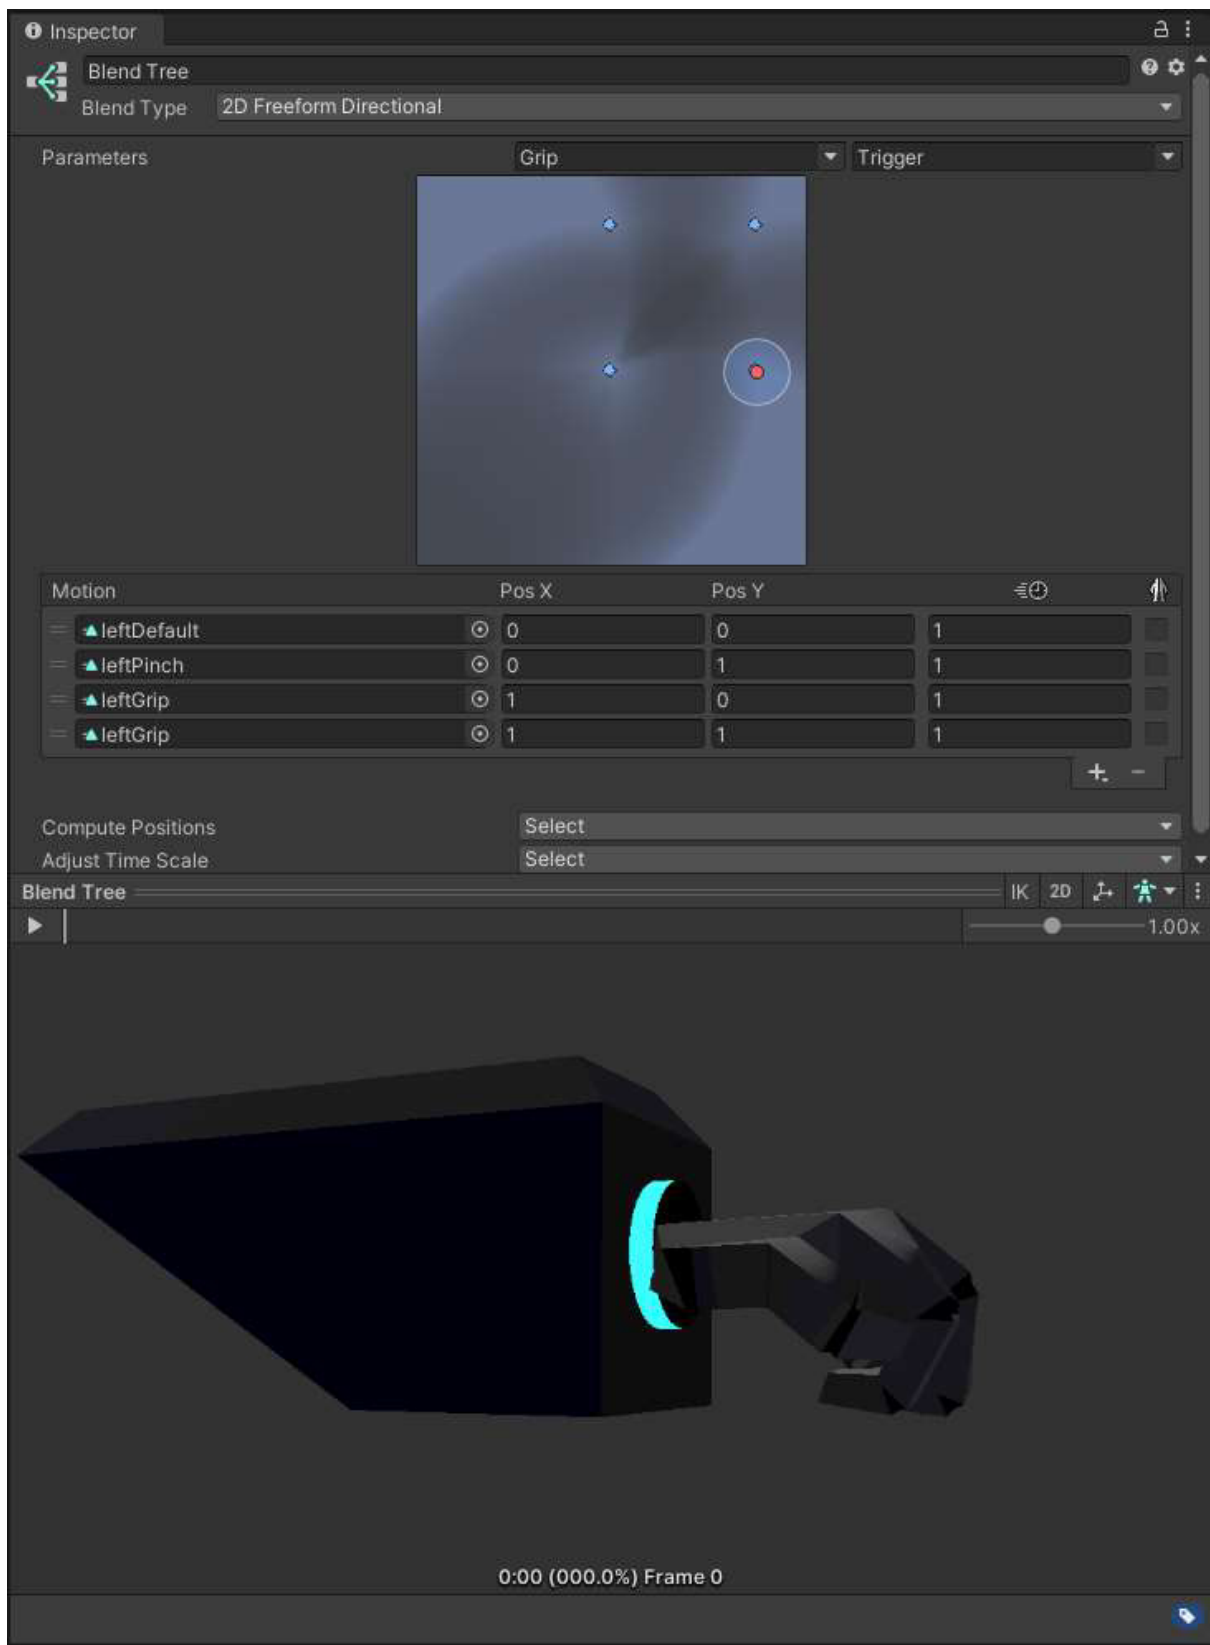 Inspector
Blend Tree
Blend Type 2D Freeform Directional
Parameters Grip Trigger
Motion Pos X Pos Y
leftDefault 0 0 1
leftPinch 0 1 1
leftGrip 1 0 1
leftGrip 1 1 1
Compute Positions Select
Adjust Time Scale Select
Blend Tree IK 2D
1.00x
0:00 (000.0%) Frame 0